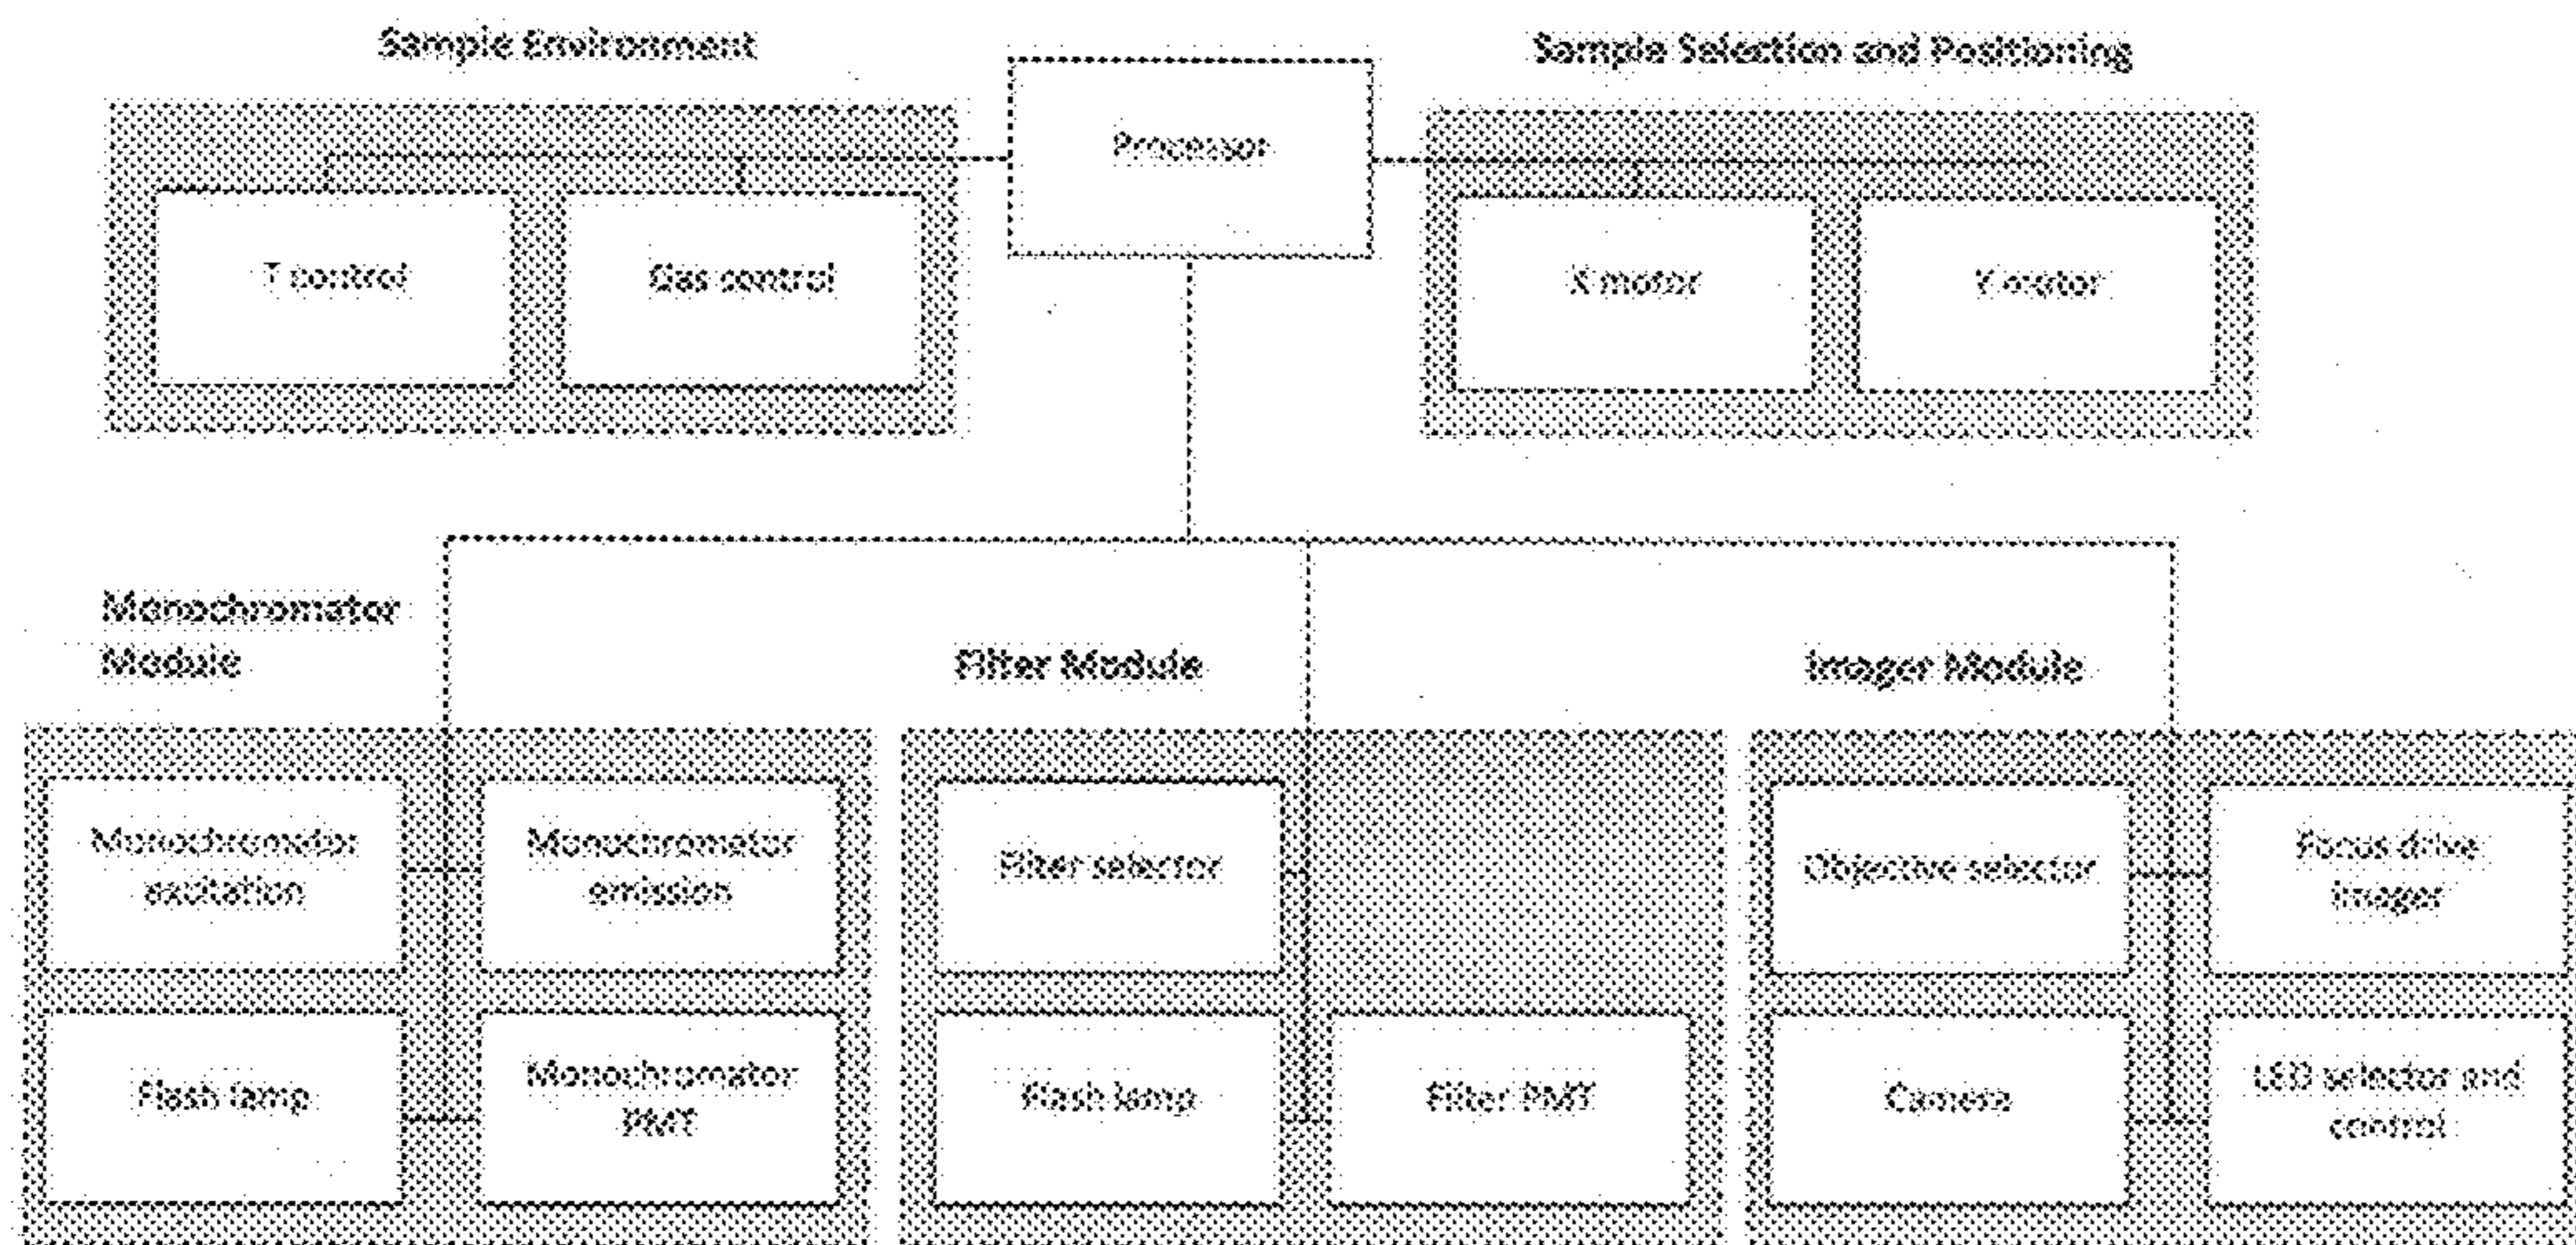 Sample Environment
Processor
Sample Selection and Positioning
T control
Gas control
X motor
Y motor
Monochromator
Module
Filter Module
Imager Module
Monochromator
excitation
Monochromator
emission
Filter selector
Objective selector
Focus drive
imager
Flash lamp
Monochromator
PMT
Flash lamp
Filter PMT
Camera
LED selector and
control